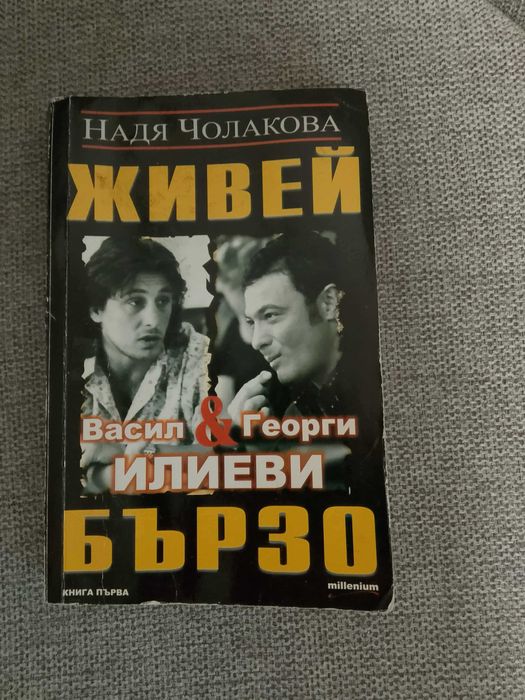 НАДЯ ЧОЛАКОВА
ЖИВЕЙ
Васил & Георги
ИЛИЕВИ
БЪРЗО
КНИГА ПЪРВА
millenium